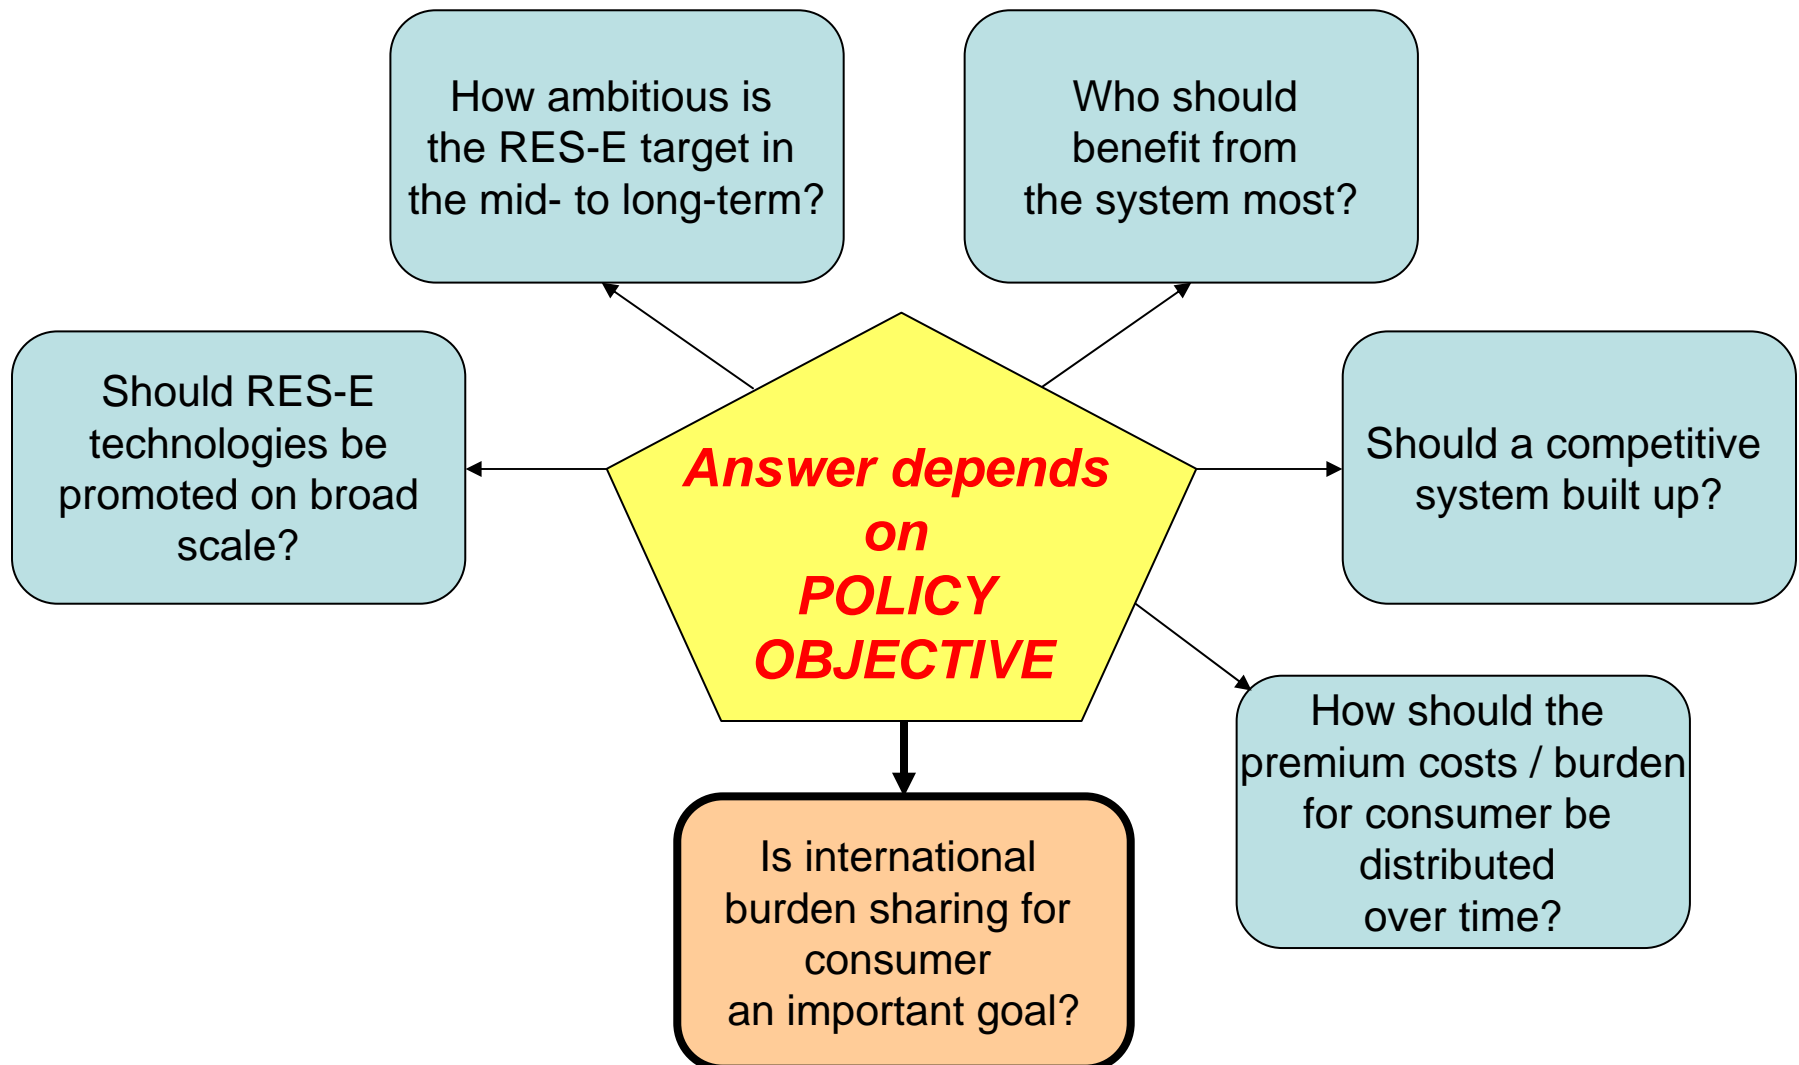 How ambitious is
the RES-E target in
the mid- to long-term?
Who should
benefit from
the system most?
Should RES-E
technologies be
promoted on broad
scale?
Answer depends
on
POLICY
OBJECTIVE
Should a competitive
system built up?
How should the
premium costs / burden
for consumer be
distributed
over time?
Is international
burden sharing for
consumer
an important goal?